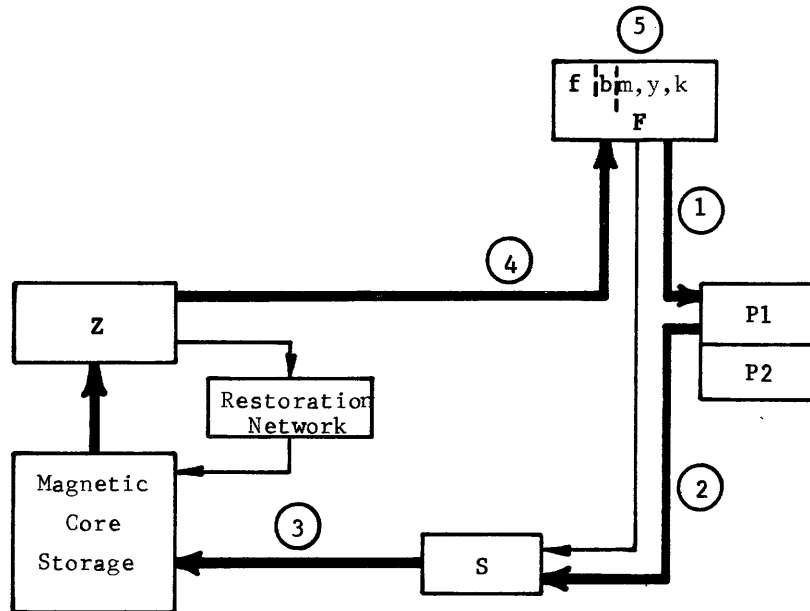 5
f b m,y,k
F
1
4
Z
P1
P2
Restoration
Network
2
Magnetic
Core
Storage
3
S